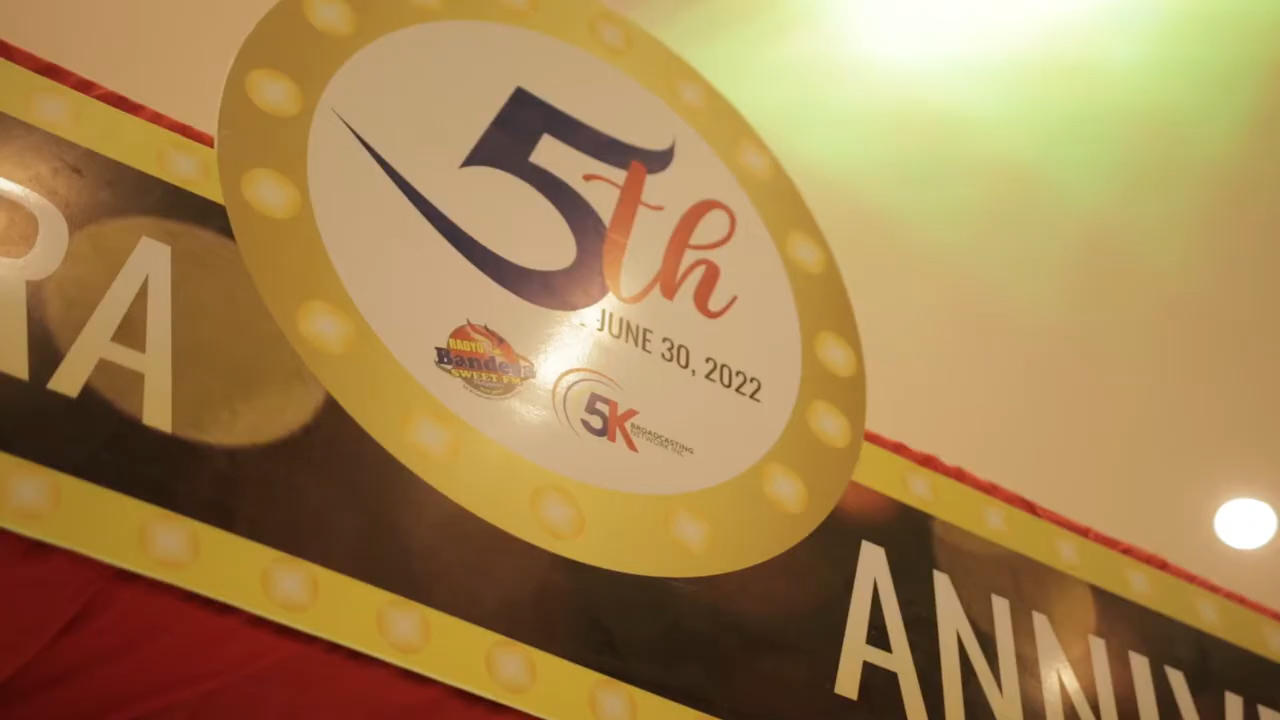 RA
5th
JUNE 30, 2022
RADYO
Bandera
SWEET FM
5K
BROADCASTING
NETWORK INC.
ANNIV